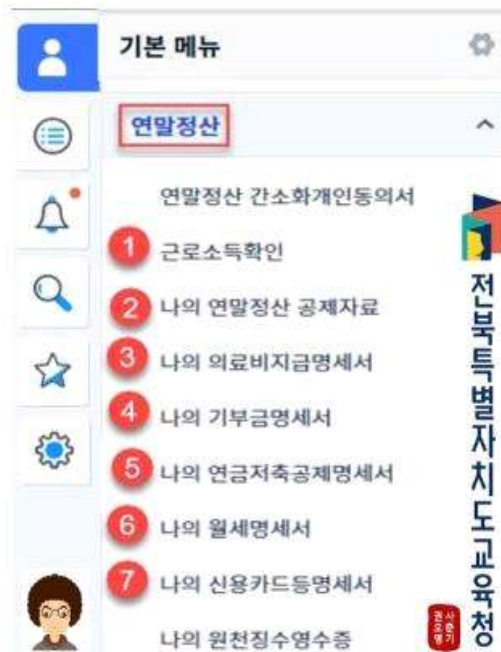 기본 메뉴
연말정산
연말정산 간소화개인동의서
1 근로소득확인
2 나의 연말정산 공제자료
3 나의 의료비지급명세서
4 나의 기부금명세서
5 나의 연금저축공제명세서
6 나의 월세명세서
7 나의 신용카드등명세서
나의 원천징수영수증
전북특별자치도교육청